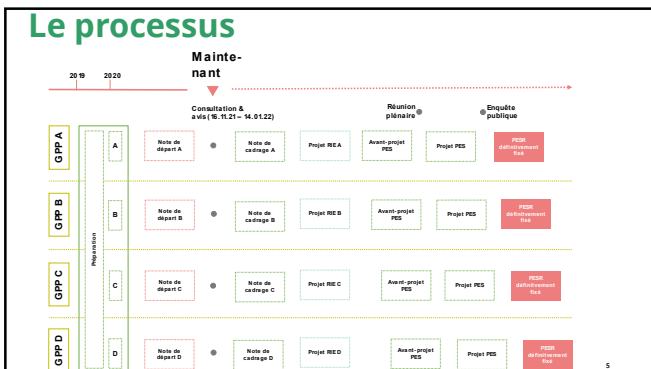 Le processus
Mainte-
nant
2019
2020
Consultation &
avis (16.11.21 – 14.01.22)
Réunion
plénaire
Enquête
publique
GPP A
Préparation
A
Note de
départ A
Note de
cadrage A
Projet RIE A
Avant-projet
PES
Projet PES
PESR
définitivement
fixé
GPP B
B
Note de
départ B
Note de
cadrage B
Projet RIE B
Avant-projet
PES
Projet PES
PESR
définitivement
fixé
GPP C
C
Note de
départ C
Note de
cadrage C
Projet RIE C
Avant-projet
PES
Projet PES
PESR
définitivement
fixé
GPP D
D
Note de
départ D
Note de
cadrage D
Projet RIE D
Avant-projet
PES
Projet PES
PESR
définitivement
fixé
5